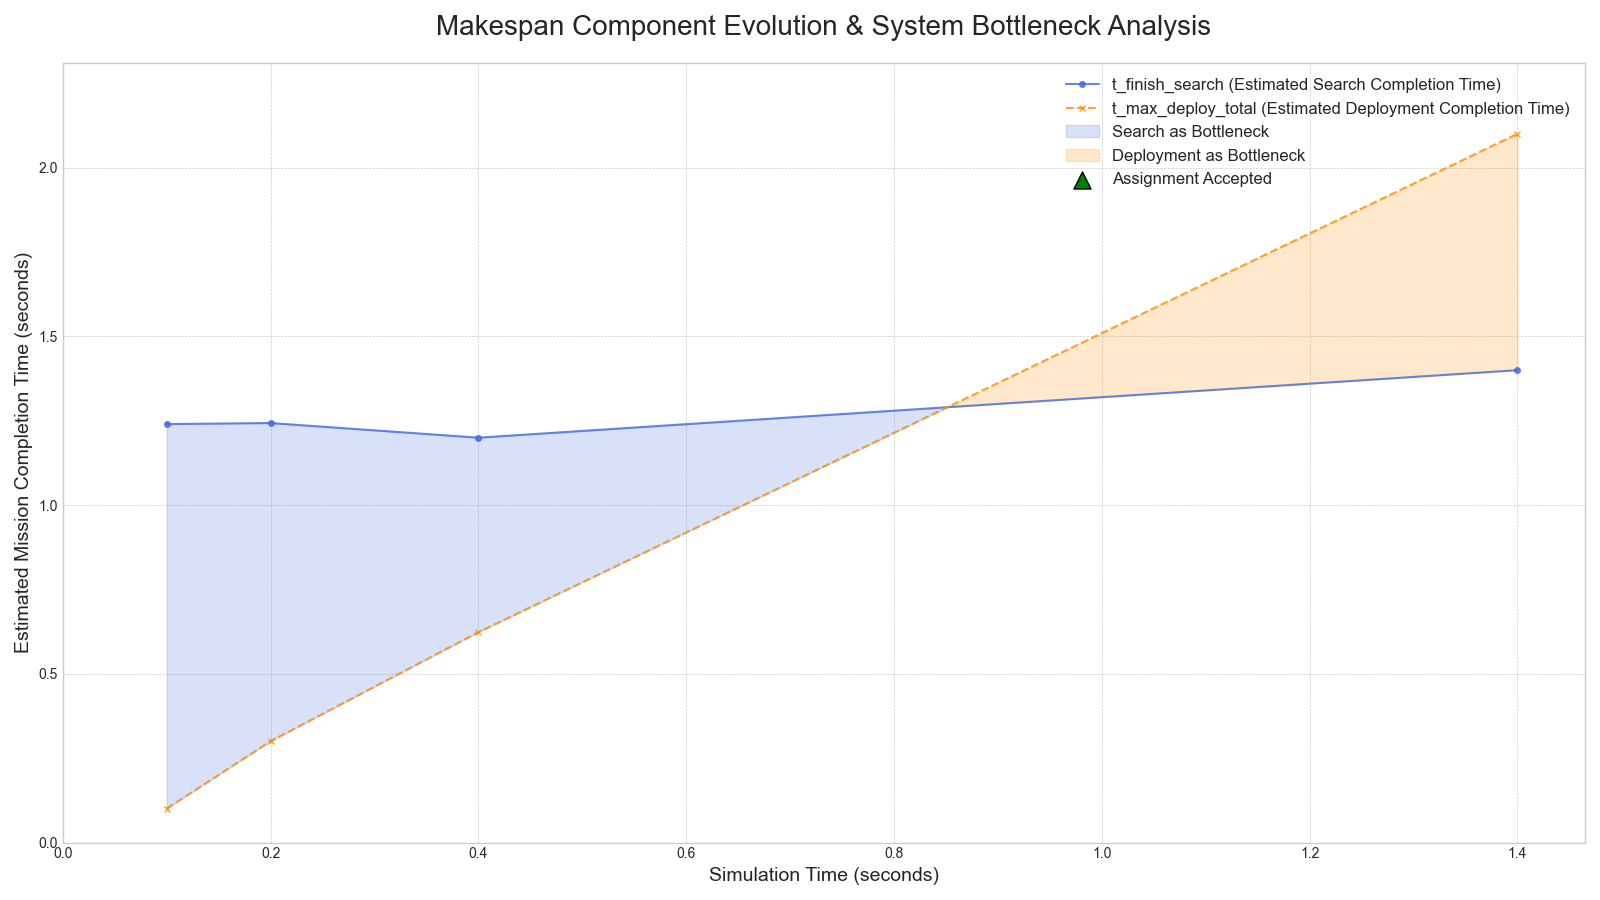 Makespan Component Evolution & System Bottleneck Analysis
t_finish_search (Estimated Search Completion Time)
t_max_deploy_total (Estimated Deployment Completion Time)
Search as Bottleneck
Deployment as Bottleneck
Assignment Accepted
Estimated Mission Completion Time (seconds)
2.0
1.5
1.0
0.5
0.0
0.0 0.2 0.4 0.6 0.8 1.0 1.2 1.4
Simulation Time (seconds)